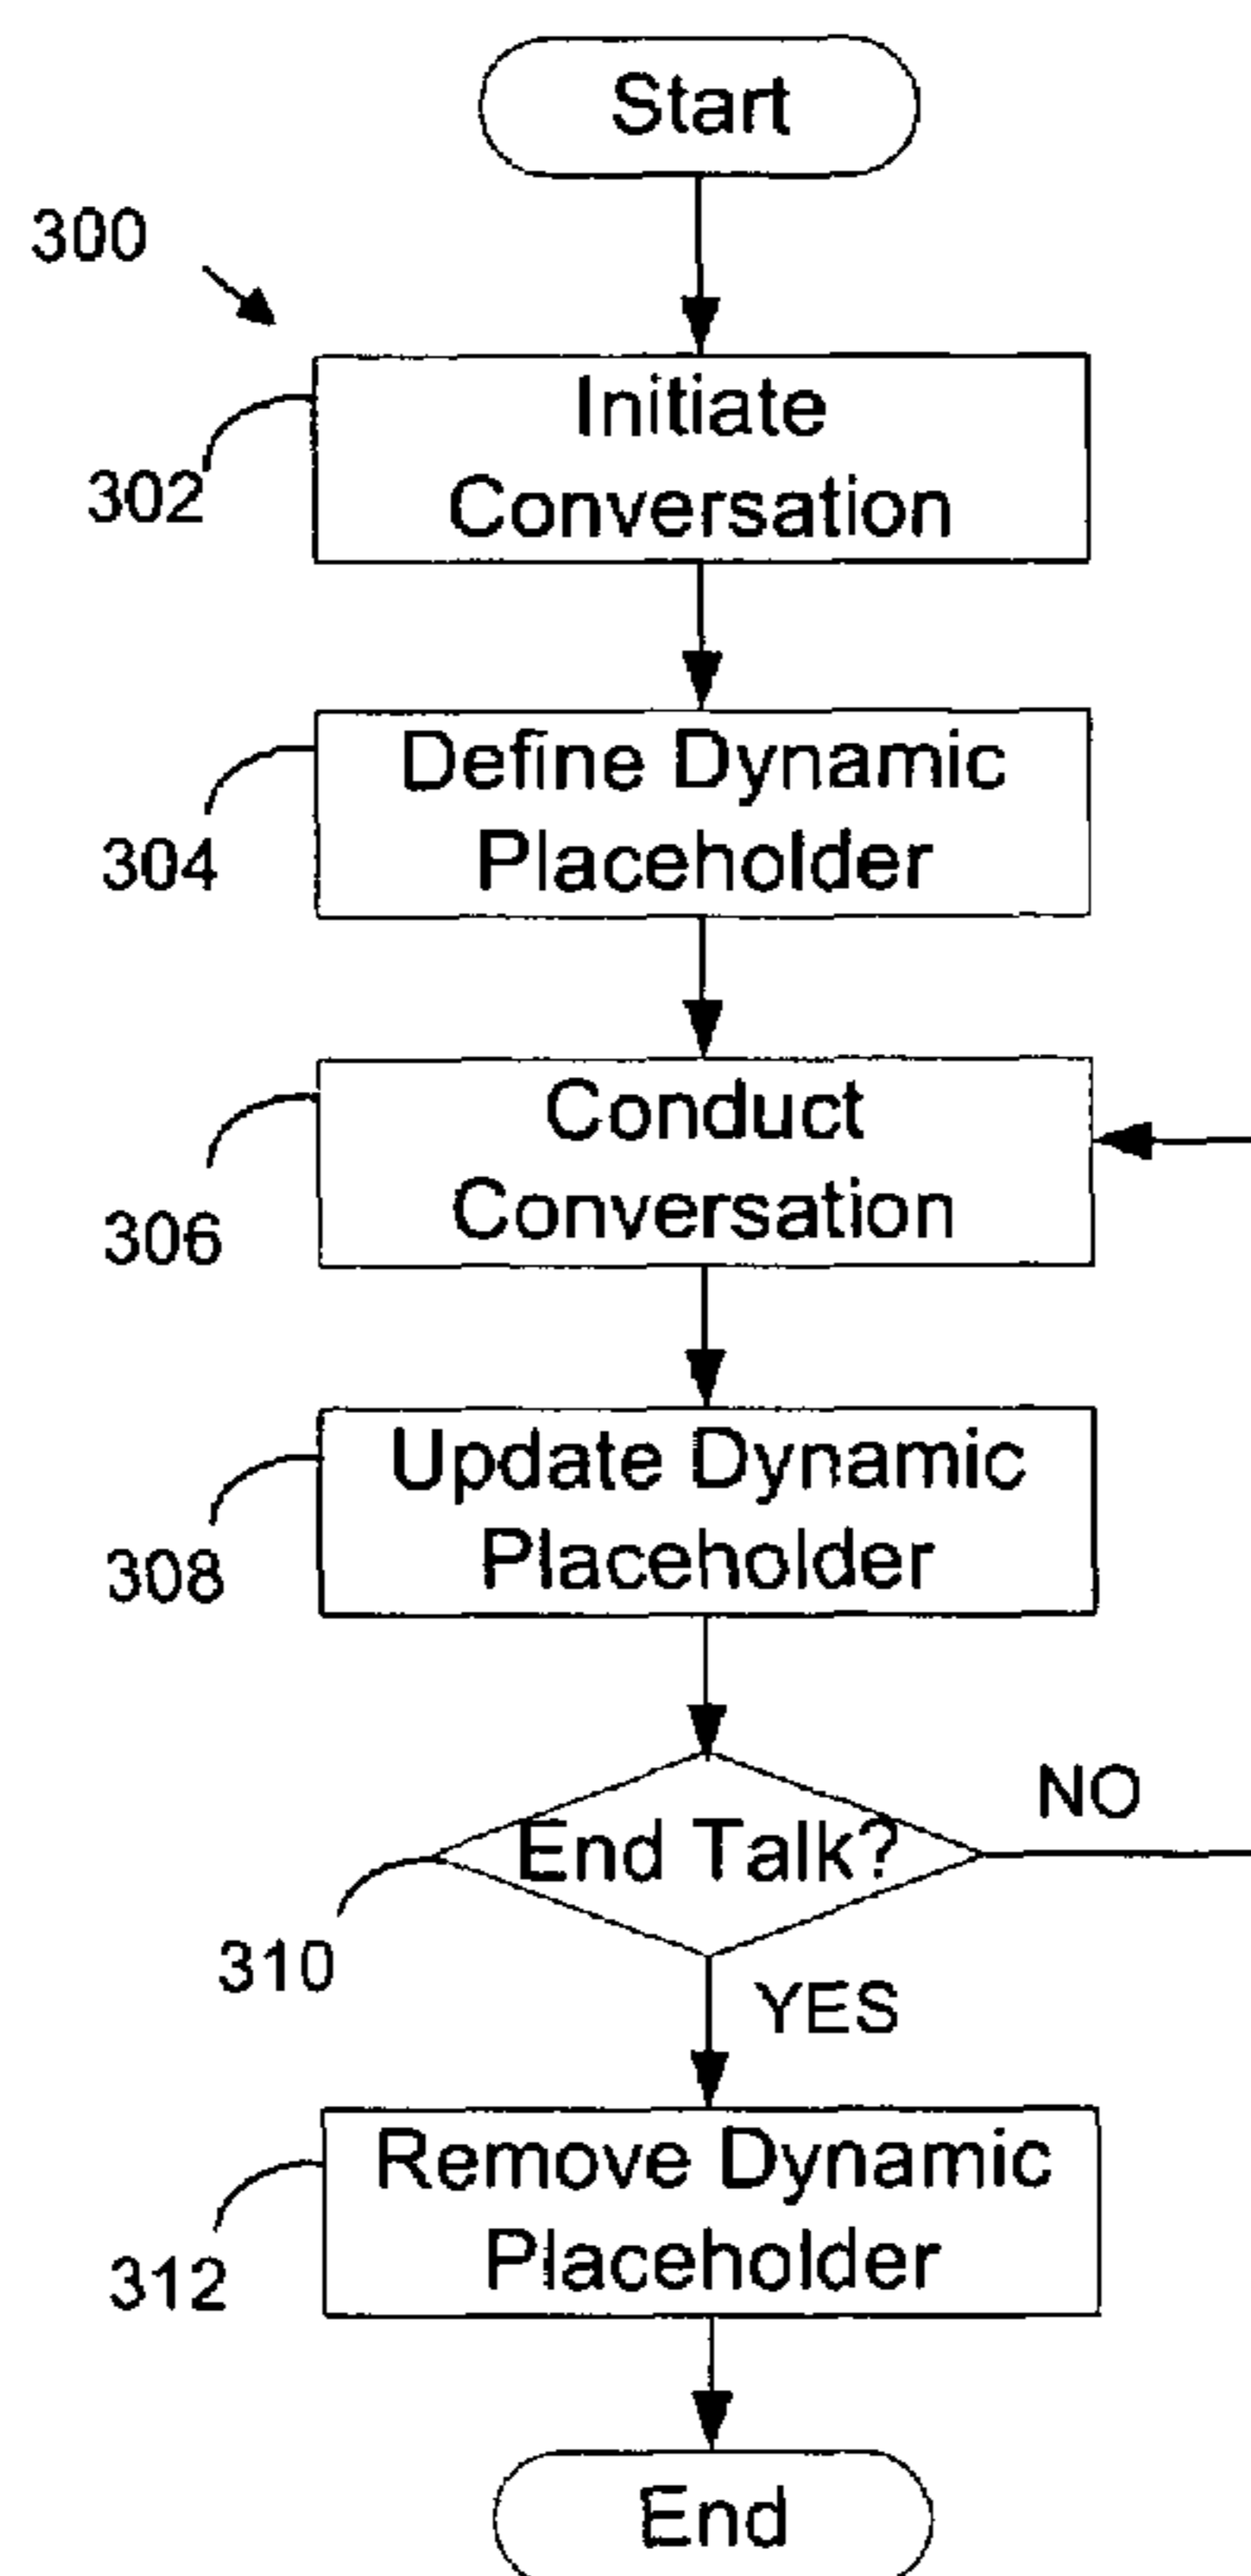 Start
300
Initiate
Conversation
302
Define Dynamic
Placeholder
304
Conduct
Conversation
306
Update Dynamic
Placeholder
308
End Talk?
NO
310
YES
Remove Dynamic
Placeholder
312
End